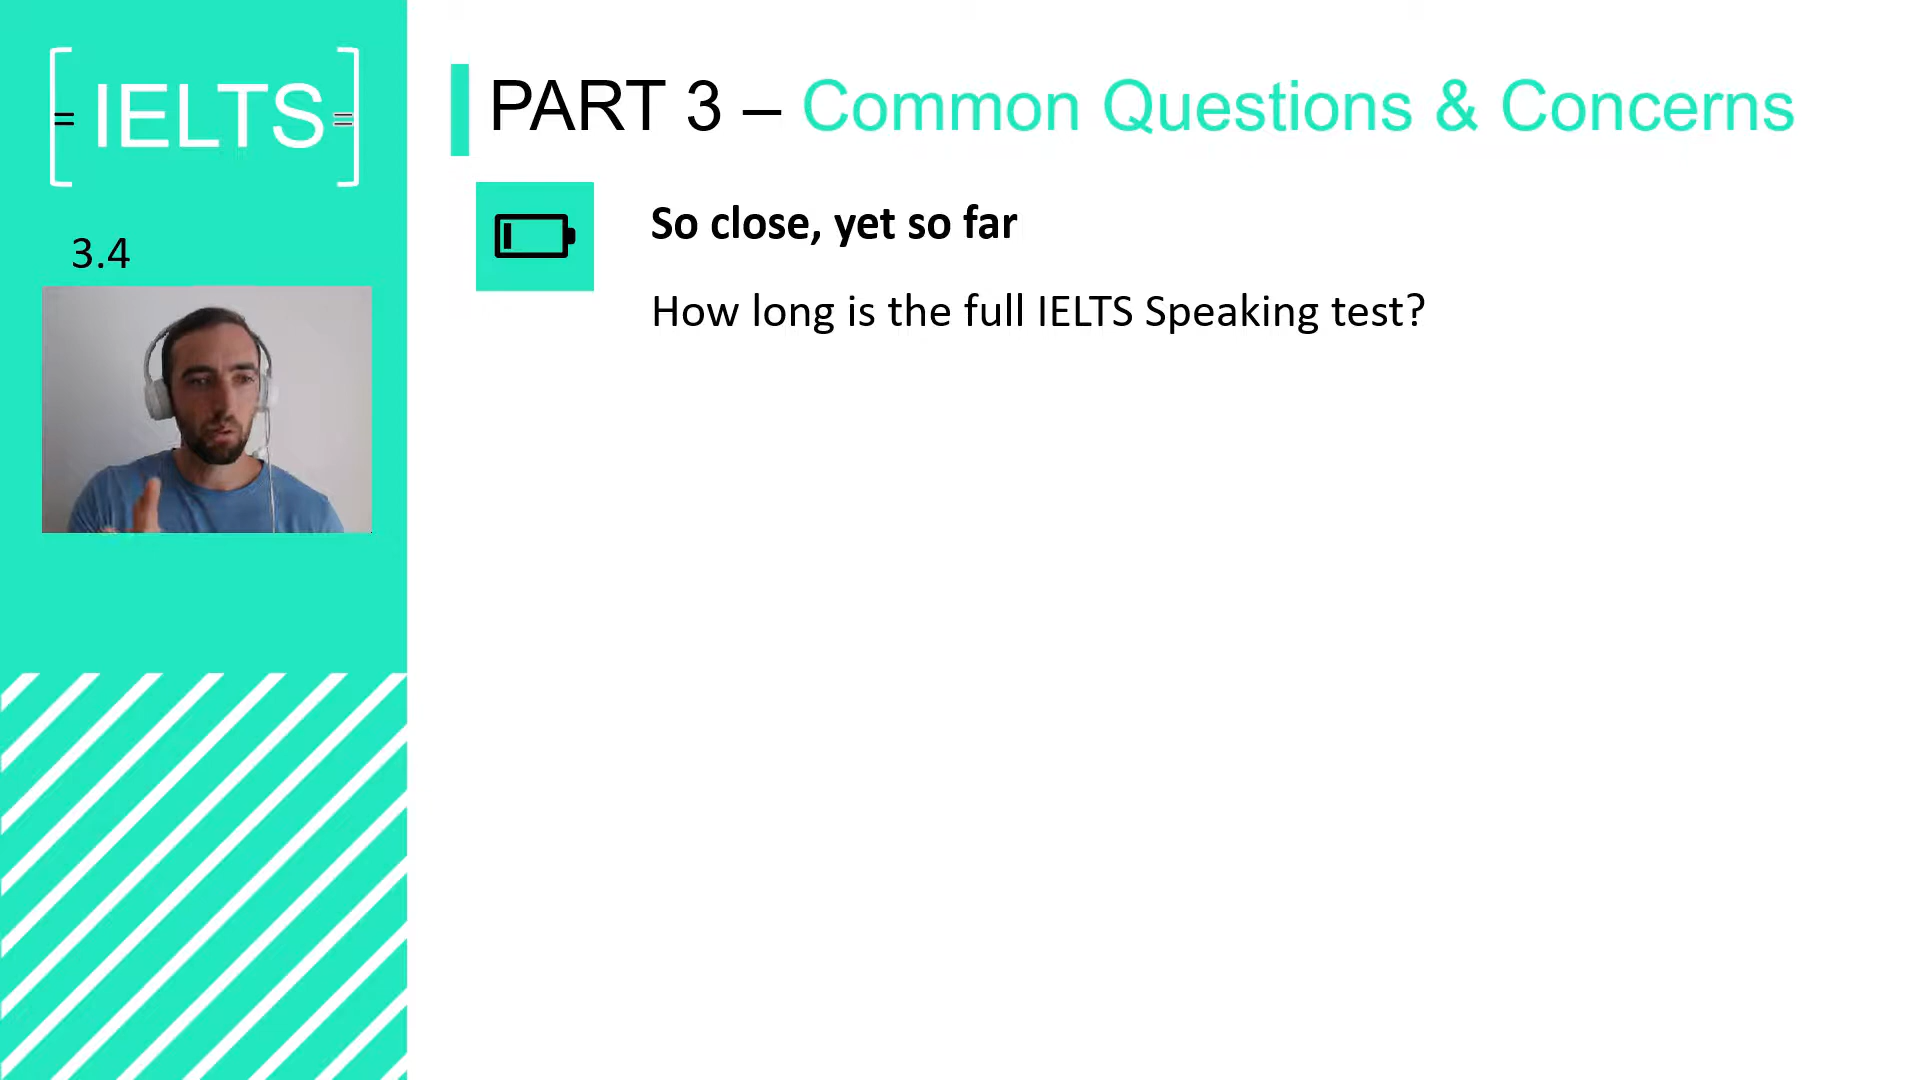 = IELTS =
3.4
PART 3 – Common Questions & Concerns
So close, yet so far
How long is the full IELTS Speaking test?